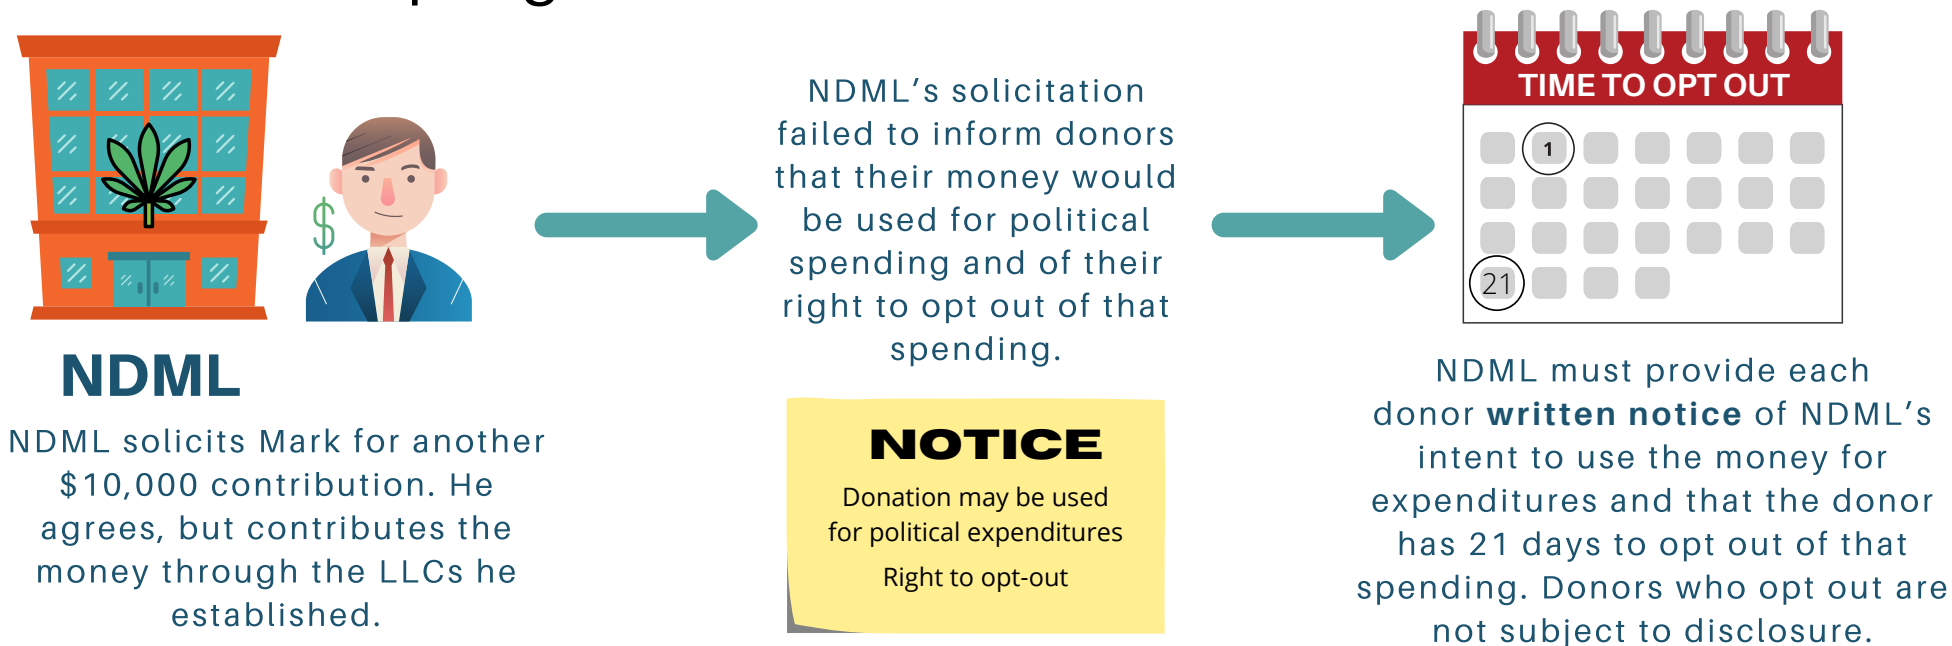 NDML
NDML solicits Mark for another
$10,000 contribution. He
agrees, but contributes the
money through the LLCs he
established.
NDML’s solicitation
failed to inform donors
that their money would
be used for political
spending and of their
right to opt out of that
spending.
NOTICE
Donation may be used
for political expenditures
Right to opt-out
TIME TO OPT OUT
1
21
NDML must provide each
donor written notice of NDML’s
intent to use the money for
expenditures and that the donor
has 21 days to opt out of that
spending. Donors who opt out are
not subject to disclosure.